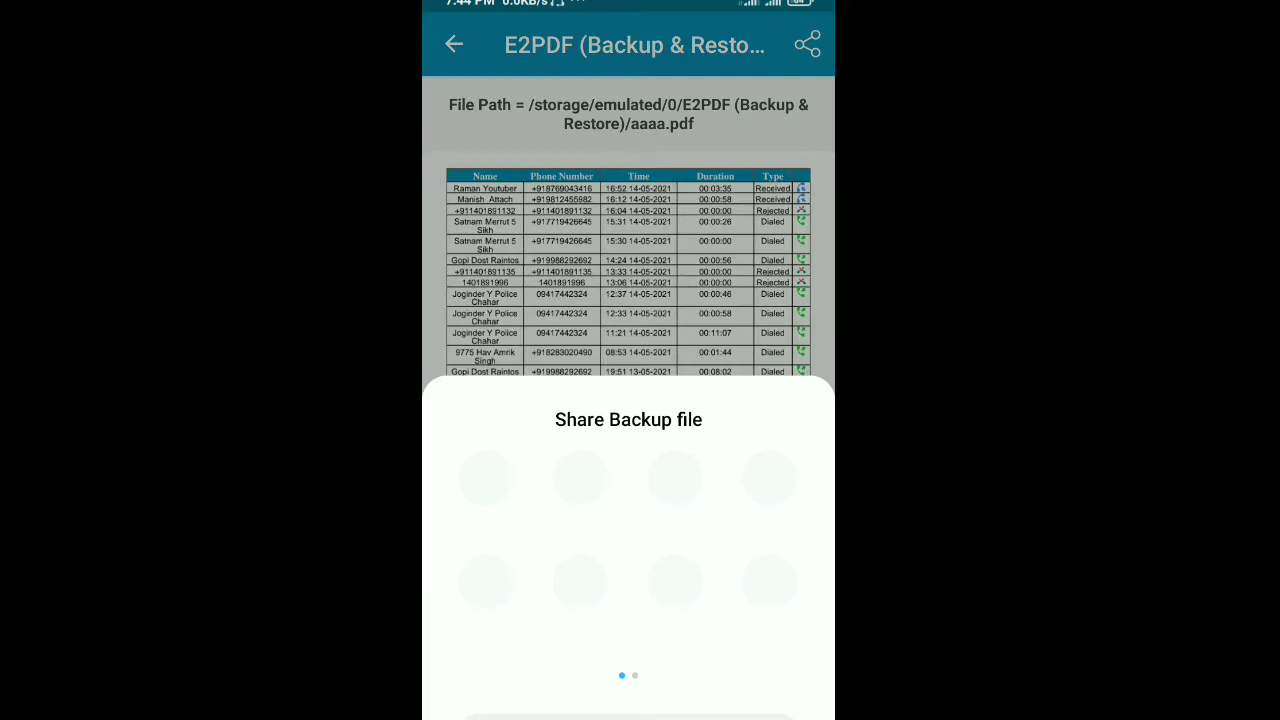 7:44 PM 0.0KB/s
E2PDF (Backup & Resto...
File Path = /storage/emulated/0/E2PDF (Backup &
Restore)/aaaa.pdf
Name Phone Number Time Duration Type
Raman Youtuber +918769043416 16:52 14-05-2021 00:03:35 Received
Manish Attach +919812455982 16:12 14-05-2021 00:00:58 Received
+911401891132 +911401891132 16:04 14-05-2021 00:00:00 Rejected
Satnam Merrut 5 +917719426645 15:31 14-05-2021 00:00:26 Dialed
Sikh
Satnam Merrut 5 +917719426645 15:30 14-05-2021 00:00:00 Dialed
Sikh
Gopi Dost Raintos +919988292692 14:24 14-05-2021 00:00:56 Dialed
+911401891135 +911401891135 13:33 14-05-2021 00:00:00 Rejected
1401891996 1401891996 13:06 14-05-2021 00:00:00 Rejected
Joginder Y Police 09417442324 12:37 14-05-2021 00:00:46 Dialed
Chahar
Joginder Y Police 09417442324 12:33 14-05-2021 00:00:58 Dialed
Chahar
Joginder Y Police 09417442324 11:21 14-05-2021 00:11:07 Dialed
Chahar
9775 Hav Amrik +918283020490 08:53 14-05-2021 00:01:44 Dialed
Singh
Gopi Dost Raintos +919988292692 19:51 13-05-2021 00:08:02 Dialed
Share Backup file